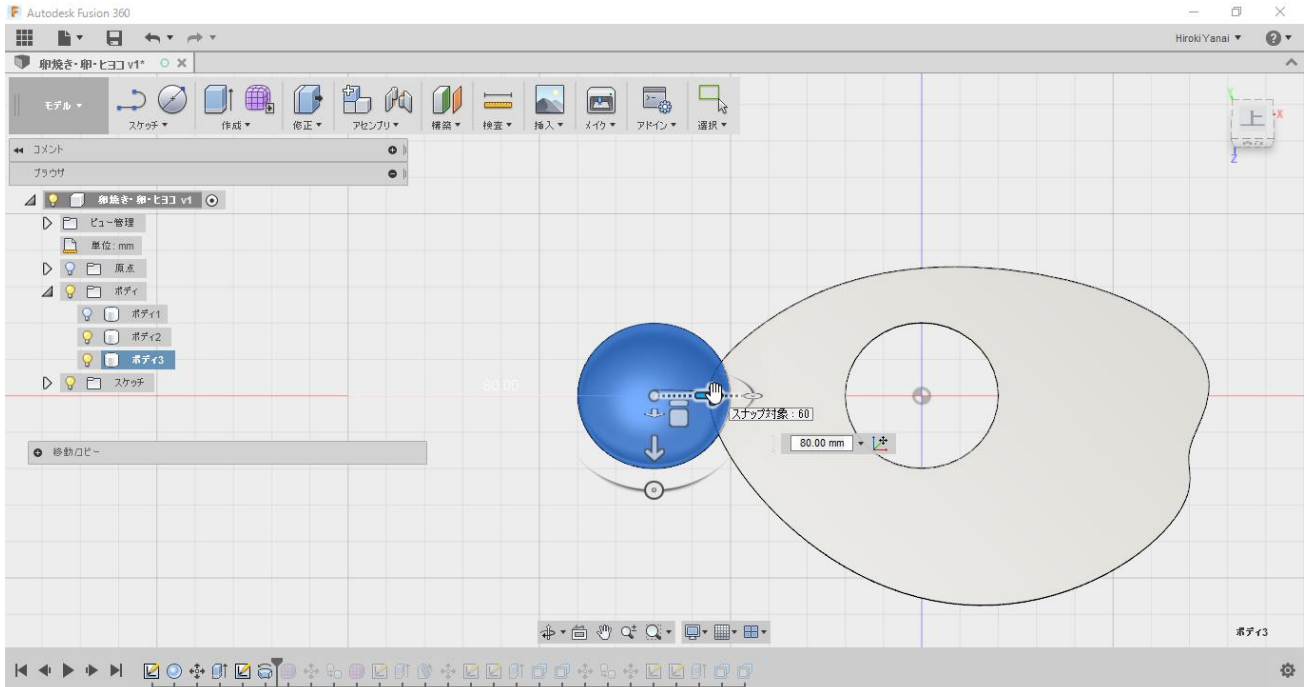 Autodesk Fusion 360
Hiroki Yanai
卵焼き・卵・ヒヨコ v1*
モデル
スケッチ
作成
修正
アセンブリ
構築
検査
挿入
メイク
アドイン
選択
コメント
ブラウザ
卵焼き・卵・ヒヨコ v1
ビュー管理
単位: mm
原点
ボディ
ボディ1
ボディ2
ボディ3
スケッチ
移動/コピー
60.00
スナップ対象 : 60
80.00 mm
上
X
Y
Z
ボディ3